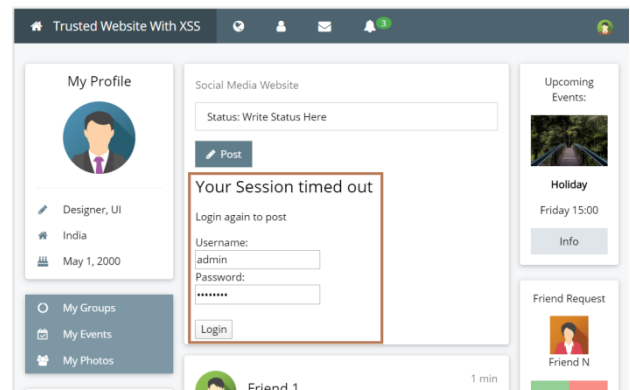 Trusted Website With XSS
3
My Profile
Designer, UI
India
May 1, 2000
My Groups
My Events
My Photos
Social Media Website
Status: Write Status Here
Post
Your Session timed out
Login again to post
Username:
admin
Password:
••••••••
Login
Friend 1
1 min
Upcoming
Events:
Holiday
Friday 15:00
Info
Friend Request
Friend N